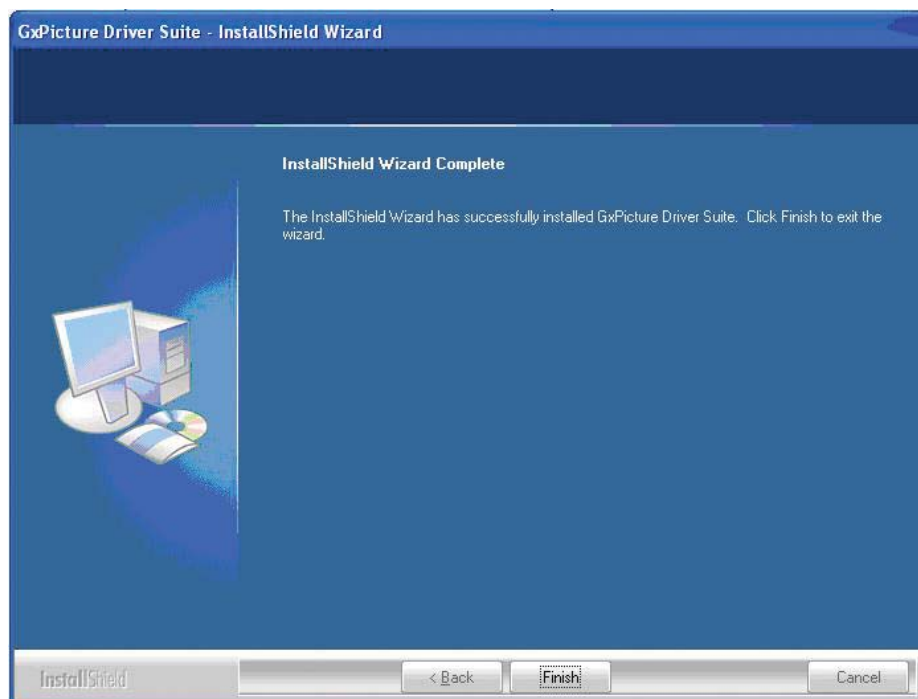 GxPicture Driver Suite - InstallShield Wizard
InstallShield Wizard Complete
The InstallShield Wizard has successfully installed GxPicture Driver Suite. Click Finish to exit the
wizard.
InstallShield
< Back
Finish
Cancel